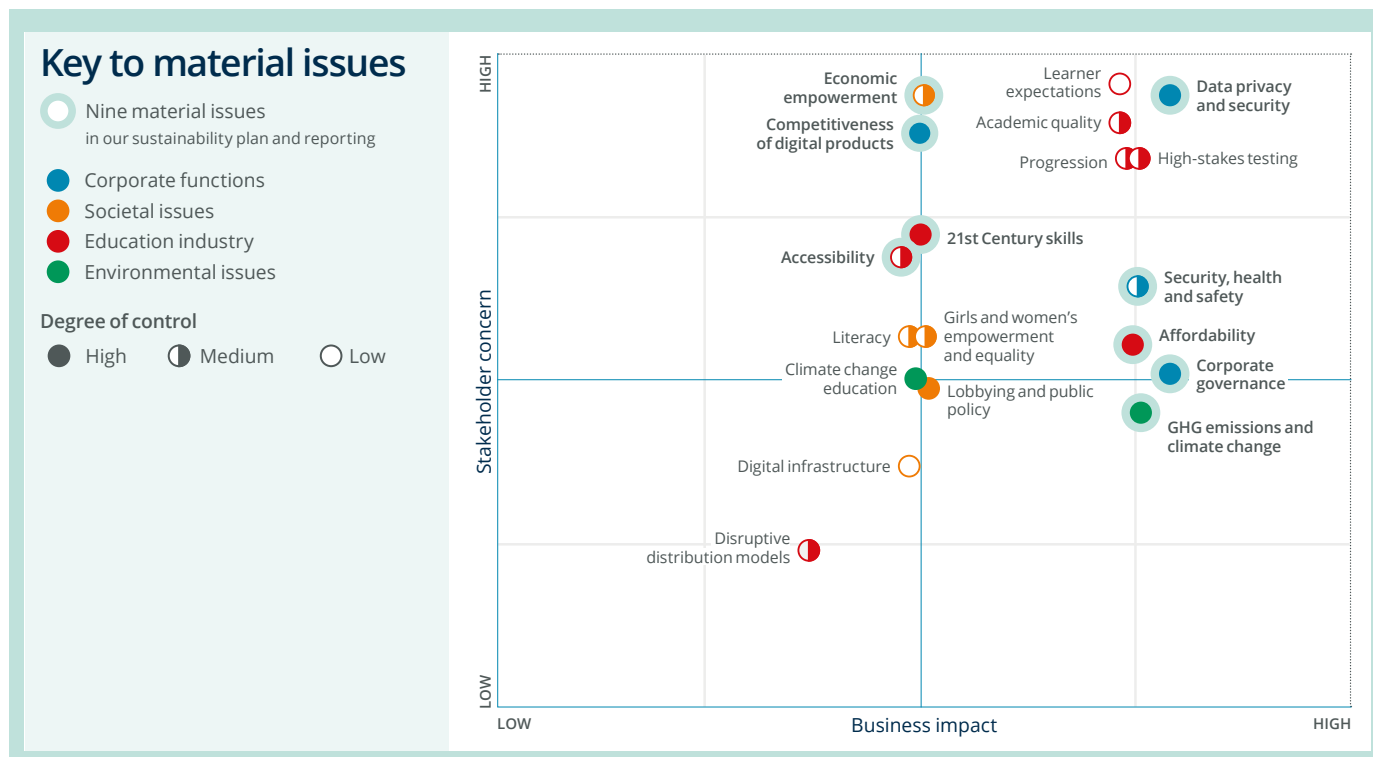 Key to material issues
Nine material issues
in our sustainability plan and reporting
Corporate functions
Societal issues
Education industry
Environmental issues
Degree of control
High
Medium
Low
HIGH
Stakeholder concern
LOW
Economic
empowerment
Competitiveness
of digital products
Learner
expectations
Data privacy
and security
Academic quality
Progression
High-stakes testing
21st Century skills
Accessibility
Security, health
and safety
Literacy
Girls and women’s
empowerment
and equality
Affordability
Climate change
education
Corporate
governance
Lobbying and public
policy
GHG emissions and
climate change
Digital infrastructure
Disruptive
distribution models
LOW
Business impact
HIGH